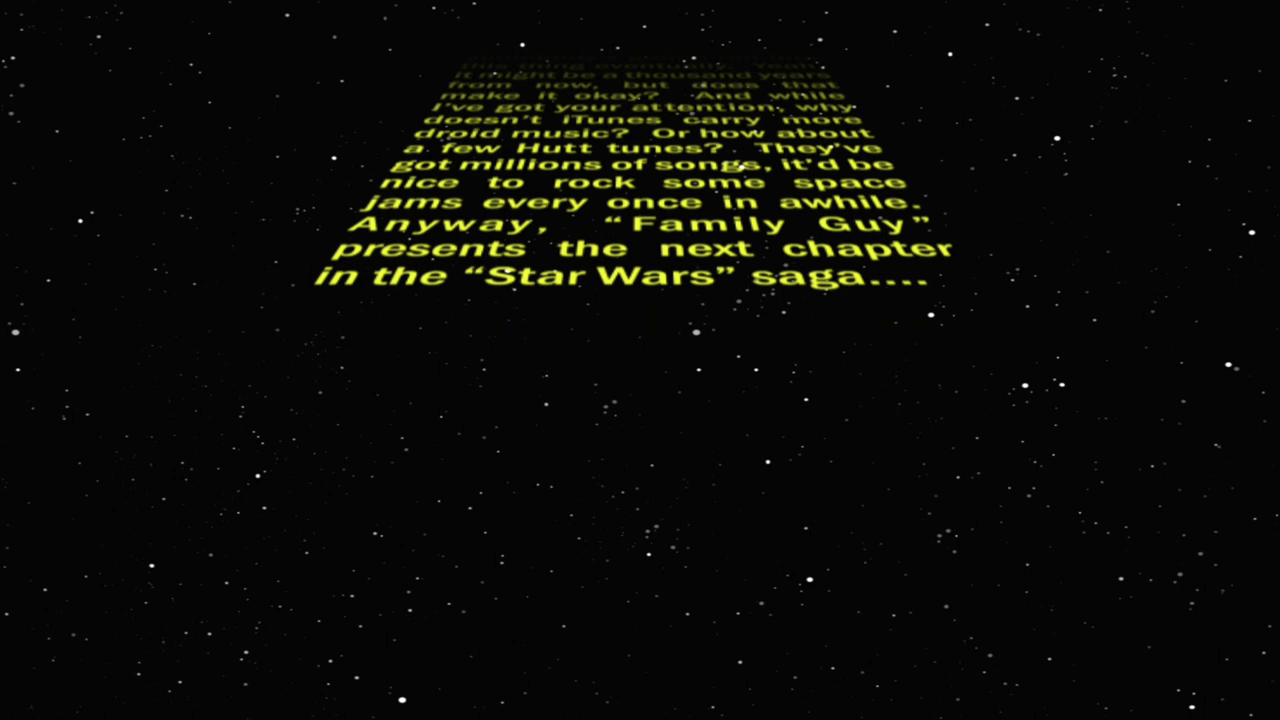 this thing eventually. Yeah,
it might be a thousand years
from now, but does that
make it okay? And while
I've got your attention, why
doesn't iTunes carry more
droid music? Or how about
a few Hutt tunes? They've
got millions of songs, it'd be
nice to rock some space
jams every once in awhile.
Anyway, “Family Guy”
presents the next chapter
in the “Star Wars” saga....